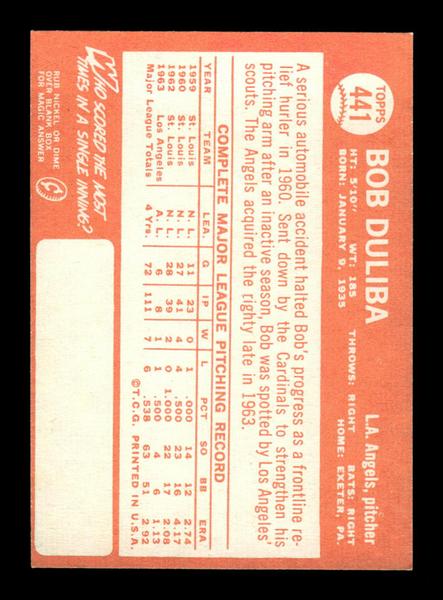 TOPPS
441
BOB DULIBA
L.A. Angels, pitcher
HT: 5'10" WT: 185 THROWS: RIGHT BATS: RIGHT
BORN: JANUARY 9, 1935 HOME: EXETER, PA.
A serious automobile accident halted Bob's progress as a frontline re-
lief hurler in 1960. Sent down by the Cardinals to strengthen his
pitching arm after an inactive season, Bob was spotted by Los Angeles'
scouts. The Angels acquired the righty late in 1963.
COMPLETE MAJOR LEAGUE PITCHING RECORD
YEAR TEAM LEA. G IP W L PCT SO BB ERA
1959 St. Louis N. L. 11 23 0 1 .000 14 12 2.74
1960 St. Louis N. L. 27 41 4 4 .500 23 16 4.17
1962 St. Louis N. L. 28 39 2 0 1.000 22 17 2.08
1963 Los Angeles A. L. 6 8 1 1 .500 4 6 1.13
Major League Totals 4 Yrs. 72 111 7 6 .538 63 51 2.92
©T.C.G. PRINTED IN U.S.A.
WHO SCORED THE MOST
TIMES IN A SINGLE INNING?
RUB NICKEL OR DIME
OVER BLANK BOX
FOR MAGIC ANSWER